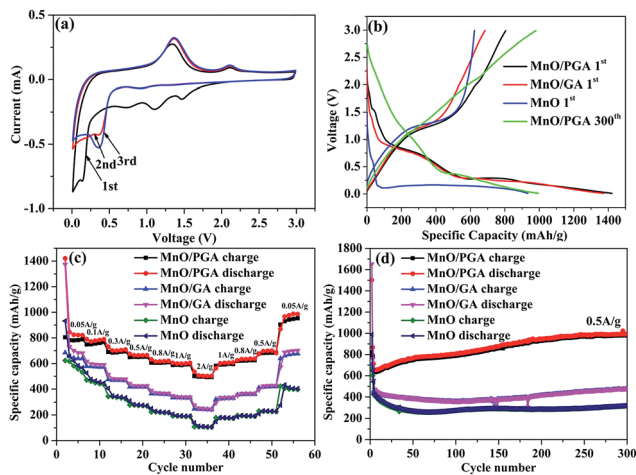 (a)
Current (mA)
0.5
0.0
-0.5
-1.0
2nd
3rd
1st
0.0 0.5 1.0 1.5 2.0 2.5 3.0
Voltage (V)
(b)
Voltage (V)
4.0
3.5
3.0
2.5
2.0
1.5
1.0
0.5
0.0
MnO/PGA 1st
MnO/GA 1st
MnO 1st
MnO/PGA 300th
0 200 400 600 800 1000 1200 1400
Specific Capacity (mAh/g)
(c)
Specific capacity (mAh/g)
1400
1200
1000
800
600
400
200
0
MnO/PGA charge
MnO/PGA discharge
MnO/GA charge
MnO/GA discharge
MnO charge
MnO discharge
0.05A/g
0.1A/g
0.3A/g
0.5A/g
0.8A/g
1A/g
2A/g
1A/g
0.8A/g
0.5A/g
0.05A/g
0 10 20 30 40 50 60
Cycle number
(d)
Specific capacity (mAh/g)
1800
1600
1400
1200
1000
800
600
400
200
0
MnO/PGA charge
MnO/PGA discharge
MnO/GA charge
MnO/GA discharge
MnO charge
MnO discharge
0.5A/g
0 50 100 150 200 250 300
Cycle number